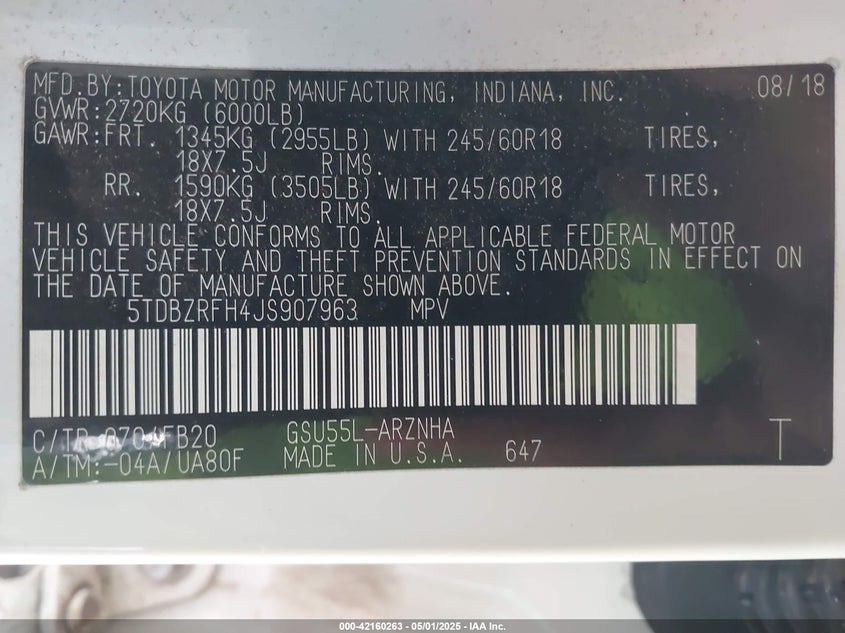 MFD.BY:TOYOTA MOTOR MANUFACTURING, INDIANA, INC. 08/18
GVWR:2720KG (6000LB)
GAWR:FRT. 1345KG (2955LB) WITH 245/60R18 TIRES,
18X7.5J RIMS.
RR. 1590KG (3505LB) WITH 245/60R18 TIRES,
18X7.5J RIMS.
THIS VEHICLE CONFORMS TO ALL APPLICABLE FEDERAL MOTOR
VEHICLE SAFETY AND THEFT PREVENTION STANDARDS IN EFFECT ON
THE DATE OF MANUFACTURE SHOWN ABOVE.
5TDBZRFH4JS907963 MPV
C/TR: FB20 GSU55L-ARZNHA
A/TM:-04A/UA80F MADE IN U.S.A. 647 T
000-42160263 - 05/01/2025 - IAA Inc.